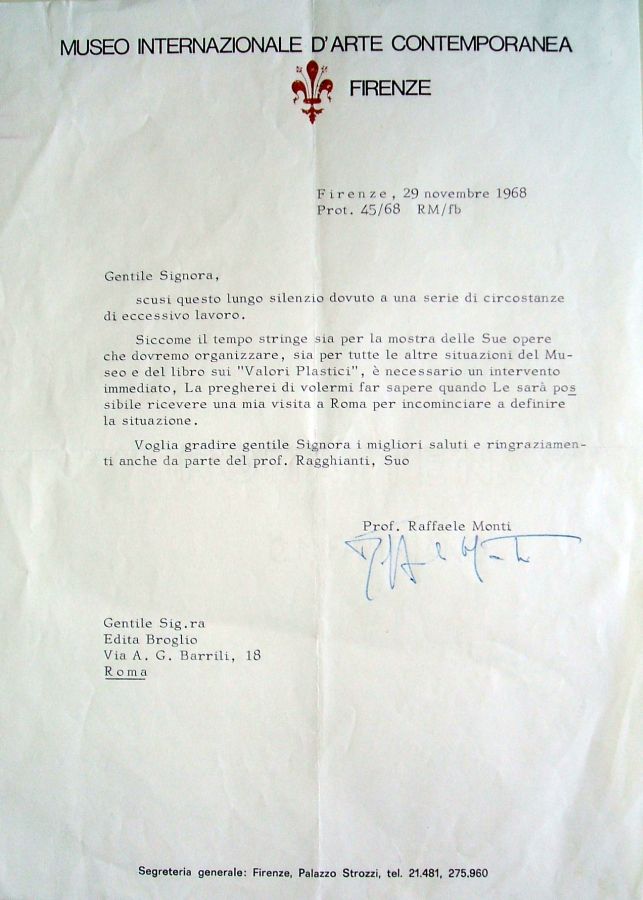 MUSEO INTERNAZIONALE D'ARTE CONTEMPORANEA
FIRENZE
Firenze, 29 novembre 1968
Prot. 45/68 RM/fb
Gentile Signora,
scusi questo lungo silenzio dovuto a una serie di circostanze
di eccessivo lavoro.
Siccome il tempo stringe sia per la mostra delle Sue opere
che dovremo organizzare, sia per tutte le altre situazioni del Mu-
seo e del libro sui "Valori Plastici", è necessario un intervento
immediato, La pregherei di volermi far sapere quando Le sarà pos
sibile ricevere una mia visita a Roma per incominciare a definire
la situazione.
Voglia gradire gentile Signora i migliori saluti e ringraziamen-
ti anche da parte del prof. Ragghianti, Suo
Prof. Raffaele Monti
Gentile Sig.ra
Edita Broglio
Via A. G. Barrili, 18
Roma
Segreteria generale: Firenze, Palazzo Strozzi, tel. 21.481, 275.960